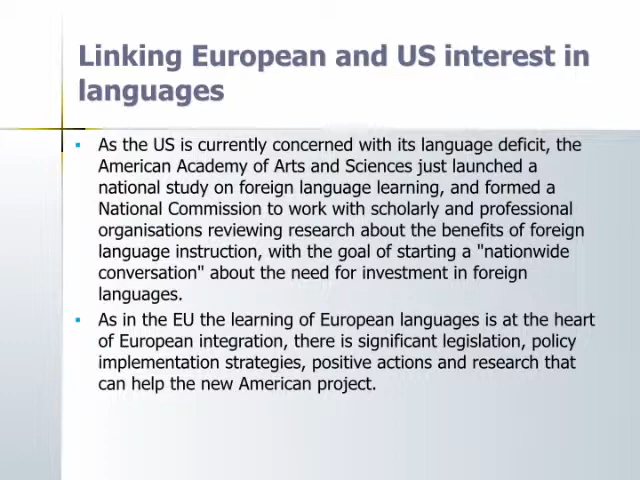 Linking European and US interest in
languages
As the US is currently concerned with its language deficit, the
American Academy of Arts and Sciences just launched a
national study on foreign language learning, and formed a
National Commission to work with scholarly and professional
organisations reviewing research about the benefits of foreign
language instruction, with the goal of starting a "nationwide
conversation" about the need for investment in foreign
languages.
As in the EU the learning of European languages is at the heart
of European integration, there is significant legislation, policy
implementation strategies, positive actions and research that
can help the new American project.